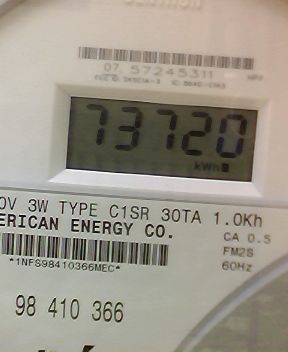 07 57245311
73720
kWh
0V 3W TYPE C1SR 30TA 1.0Kh
ERICAN ENERGY CO.
CA 0.5
FM2S
60Hz
*1NFS98410366MEC*
98 410 366